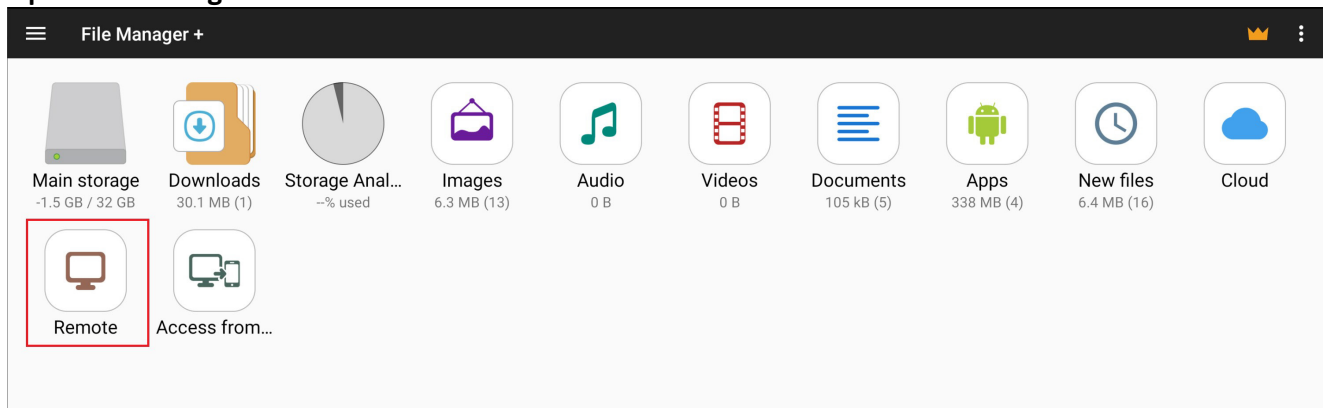 File Manager +
Main storage Downloads Storage Anal... Images Audio Videos Documents Apps New files Cloud
-1.5 GB / 32 GB 30.1 MB (1) --% used 6.3 MB (13) 0 B 0 B 105 kB (5) 338 MB (4) 6.4 MB (16)
Remote Access from...